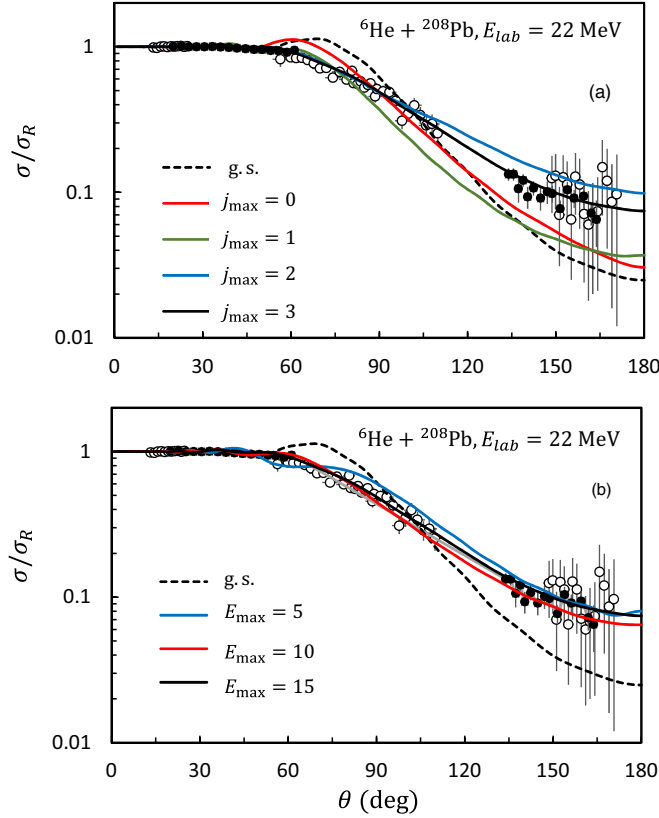 ⁶He + ²⁰⁸Pb, E_lab = 22 MeV
(a)
1
0.1
0.01
σ/σ_R
g. s.
j_max = 0
j_max = 1
j_max = 2
j_max = 3
0 30 60 90 120 150 180
⁶He + ²⁰⁸Pb, E_lab = 22 MeV
(b)
1
0.1
0.01
σ/σ_R
g. s.
E_max = 5
E_max = 10
E_max = 15
0 30 60 90 120 150 180
θ (deg)